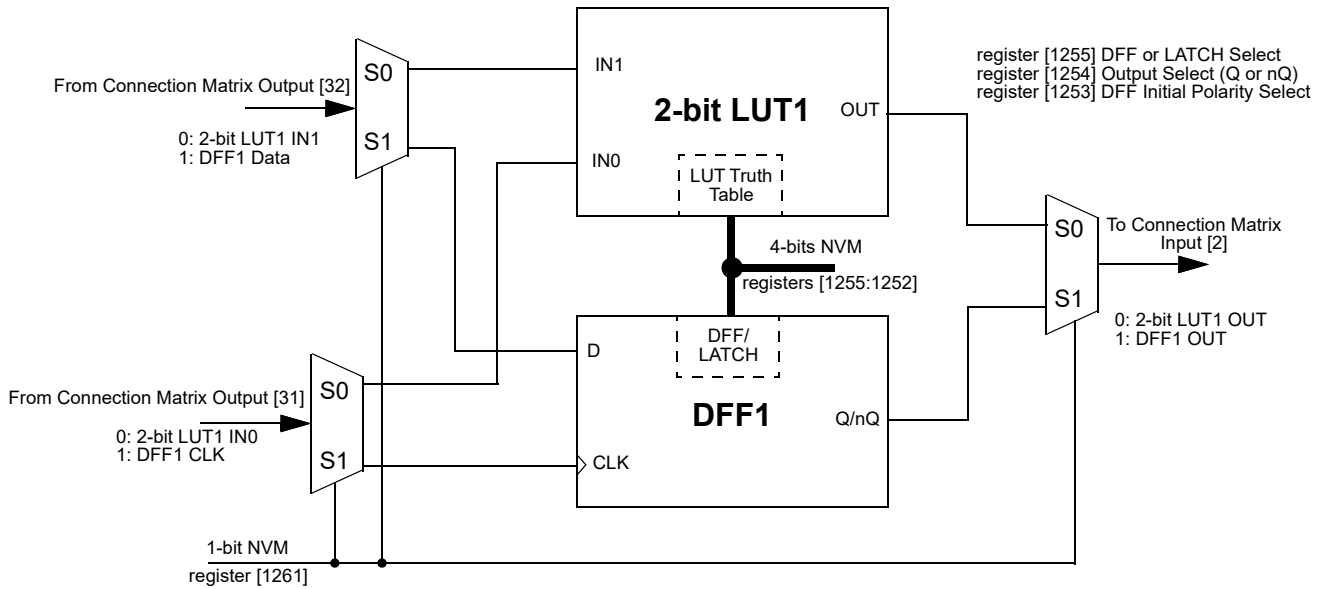 From Connection Matrix Output [32]
0: 2-bit LUT1 IN1
1: DFF1 Data
S0
S1
IN1
IN0
2-bit LUT1
OUT
LUT Truth
Table
register [1255] DFF or LATCH Select
register [1254] Output Select (Q or nQ)
register [1253] DFF Initial Polarity Select
4-bits NVM
registers [1255:1252]
S0
S1
To Connection Matrix
Input [2]
0: 2-bit LUT1 OUT
1: DFF1 OUT
From Connection Matrix Output [31]
0: 2-bit LUT1 IN0
1: DFF1 CLK
S0
S1
D
DFF/
LATCH
DFF1
Q/nQ
CLK
1-bit NVM
register [1261]